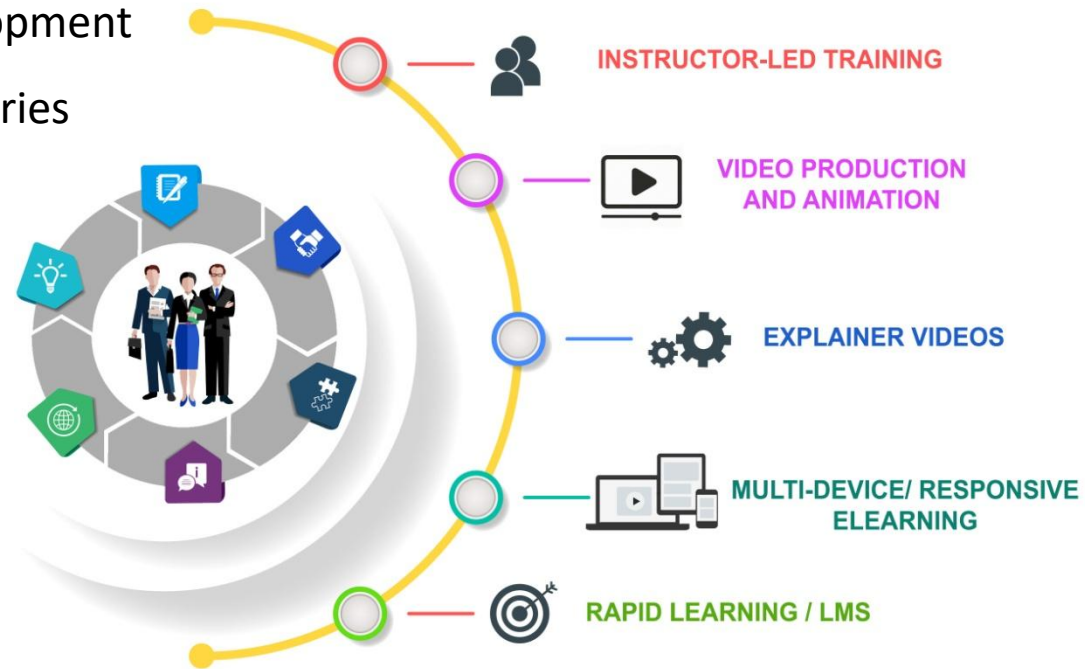 opment
ries
INSTRUCTOR-LED TRAINING
VIDEO PRODUCTION
AND ANIMATION
EXPLAINER VIDEOS
MULTI-DEVICE/ RESPONSIVE
ELEARNING
RAPID LEARNING / LMS